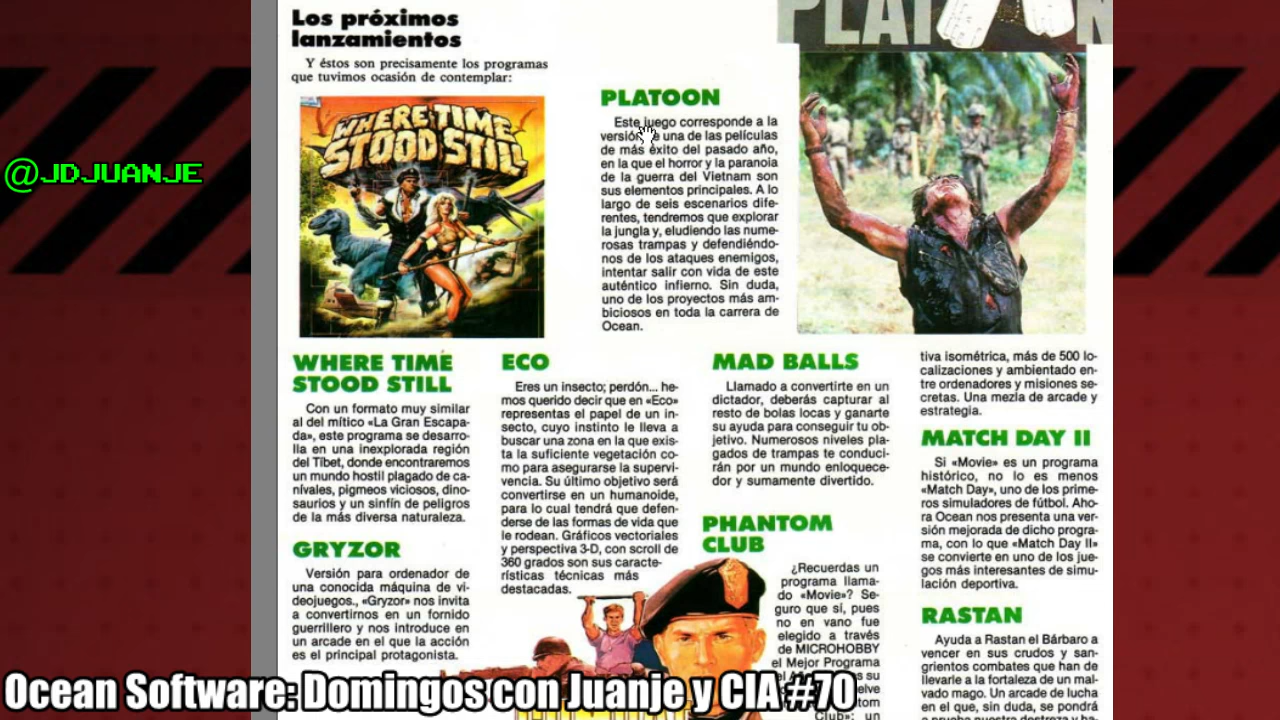 Los próximos
lanzamientos
Y éstos son precisamente los programas
que tuvimos ocasión de contemplar:
WHERE TIME
STOOD STILL
@JDJUANJE
PLATOON
PLATOON
Este juego corresponde a la
versión de una de las películas
de más éxito del pasado año,
en la que el horror y la paranoia
de la guerra del Vietnam son
sus elementos principales. A lo
largo de seis escenarios dife-
rentes, tendremos que explorar
la jungla y, eludiendo las nume-
rosas trampas y defendiéndo-
nos de los ataques enemigos,
intentar salir con vida de este
auténtico infierno. Sin duda,
uno de los proyectos más am-
biciosos en toda la carrera de
Ocean.
WHERE TIME
STOOD STILL
Con un formato muy similar
al del mítico «La Gran Escapa-
da», este programa se desarro-
lla en una inexplorada región
del Tíbet, donde encontraremos
un mundo hostil plagado de ca-
nívales, pigmeos viciosos, dino-
saurios y un sinfín de peligros
de la más diversa naturaleza.
GRYZOR
Versión para ordenador de
una conocida máquina de vi-
deojuegos., «Gryzor» nos invita
a convertirnos en un fornido
guerrillero y nos introduce en
un arcade en el que la acción
es el principal protagonista.
ECO
Eres un insecto; perdón... he-
mos querido decir que en «Eco»
representas el papel de un in-
secto, cuyo instinto le lleva a
buscar una zona en la que exis-
ta la suficiente vegetación co-
mo para asegurarse la supervi-
vencia. Su último objetivo será
convertirse en un humanoide,
para lo cual tendrá que defen-
derse de las formas de vida que
le rodean. Gráficos vectoriales
y perspectiva 3-D, con scroll de
360 grados son sus caracte-
rísticas técnicas más
destacadas.
MAD BALLS
Llamado a convertirte en un
dictador, deberás capturar al
resto de bolas locas y ganarte
su ayuda para conseguir tu ob-
jetivo. Numerosos niveles pla-
gados de trampas te conduci-
rán por un mundo enloquece-
dor y sumamente divertido.
PHANTOM
CLUB
¿Recuerdas un
programa llama-
do «Movie»? Se-
guro que sí, pues
no en vano fue
elegido a través
de MICROHOBBY
el Mejor Programa
su
Club»: un
tiva isométrica, más de 500 lo-
calizaciones y ambientado en-
tre ordenadores y misiones se-
cretas. Una mezla de arcade y
estrategia.
MATCH DAY II
Si «Movie» es un programa
histórico, no lo es menos
«Match Day», uno de los prime-
ros simuladores de fútbol. Aho-
ra Ocean nos presenta una ver-
sión mejorada de dicho progra-
ma, con lo que «Match Day II»
se convierte en uno de los jue-
gos más interesantes de simu-
lación deportiva.
RASTAN
Ayuda a Rastan el Bárbaro a
vencer en sus crudos y san-
grientos combates que han de
llevarle a la fortaleza de un mal-
vado mago. Un arcade de lucha
en el que, sin duda, se pondrá
Ocean Software: Domingos con Juanje y CIA #70